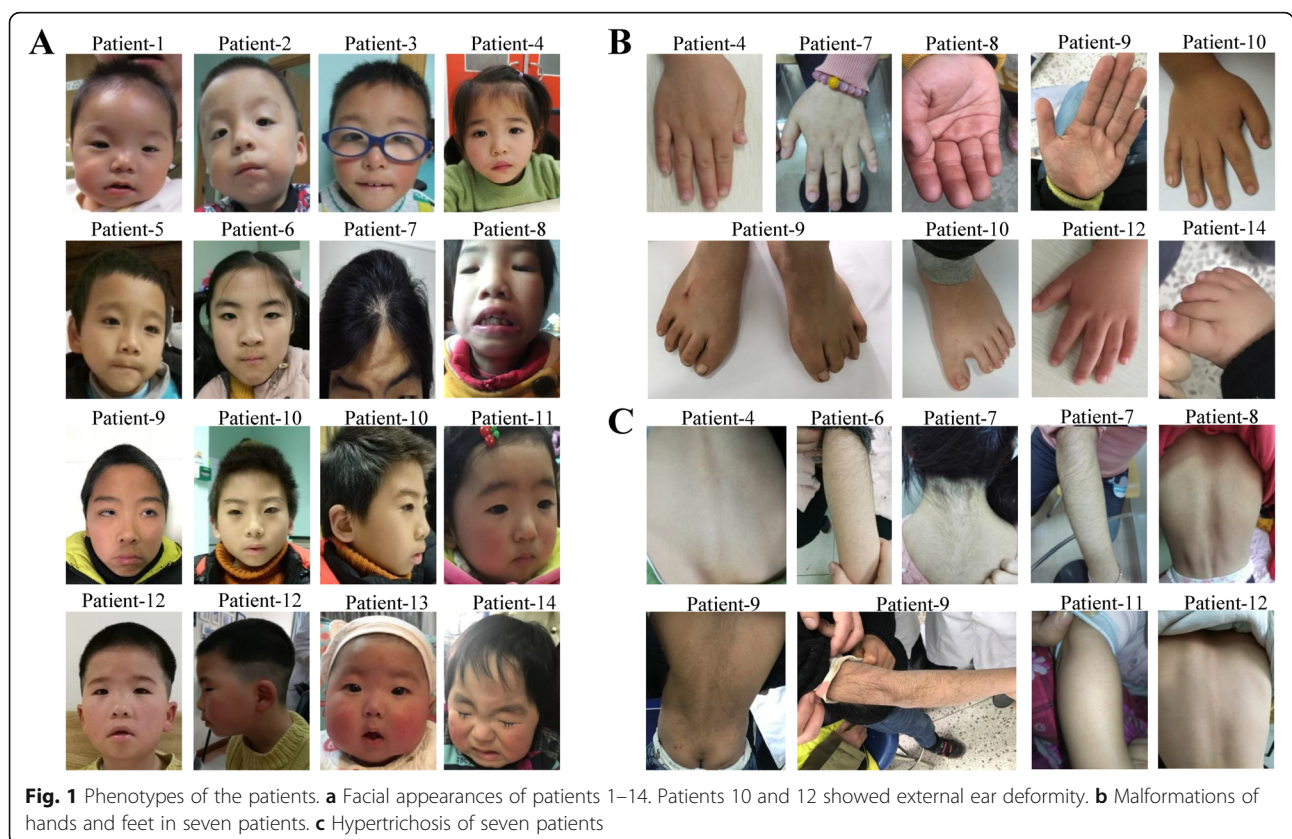 A
Patient-1 Patient-2 Patient-3 Patient-4
Patient-5 Patient-6 Patient-7 Patient-8
Patient-9 Patient-10 Patient-10 Patient-11
Patient-12 Patient-12 Patient-13 Patient-14
B
Patient-4 Patient-7 Patient-8 Patient-9 Patient-10
Patient-9 Patient-10 Patient-12 Patient-14
C
Patient-4 Patient-6 Patient-7 Patient-7 Patient-8
Patient-9 Patient-9 Patient-11 Patient-12
Fig. 1 Phenotypes of the patients. a Facial appearances of patients 1–14. Patients 10 and 12 showed external ear deformity. b Malformations of
hands and feet in seven patients. c Hypertrichosis of seven patients